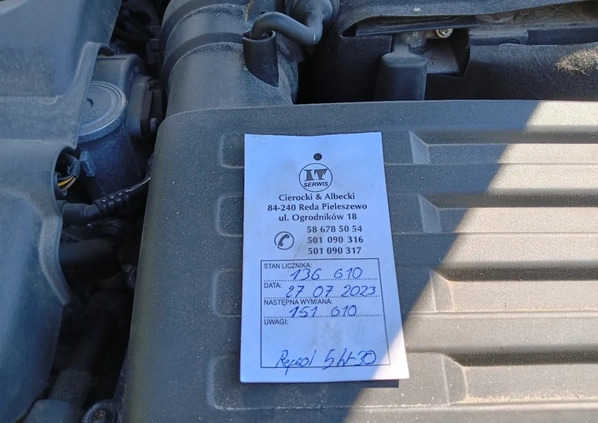 IT
SERWIS
Cierocki & Albecki
84-240 Reda Pieleszewo
ul. Ogrodników 18
58 678 50 54
501 090 316
501 090 317
STAN LICZNIKA: 136 610
DATA: 27 07 2023
NASTĘPNA WYMIANA: 151 610
UWAGI:
Repsol 5W-30